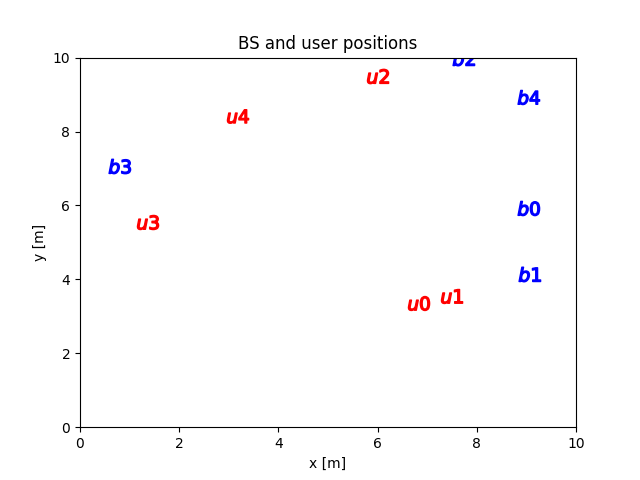 BS and user positions
10
8
6
4
2
0
y [m]
b2
u2
b4
u4
b3
b0
u3
b1
u1
u0
0 2 4 6 8 10
x [m]